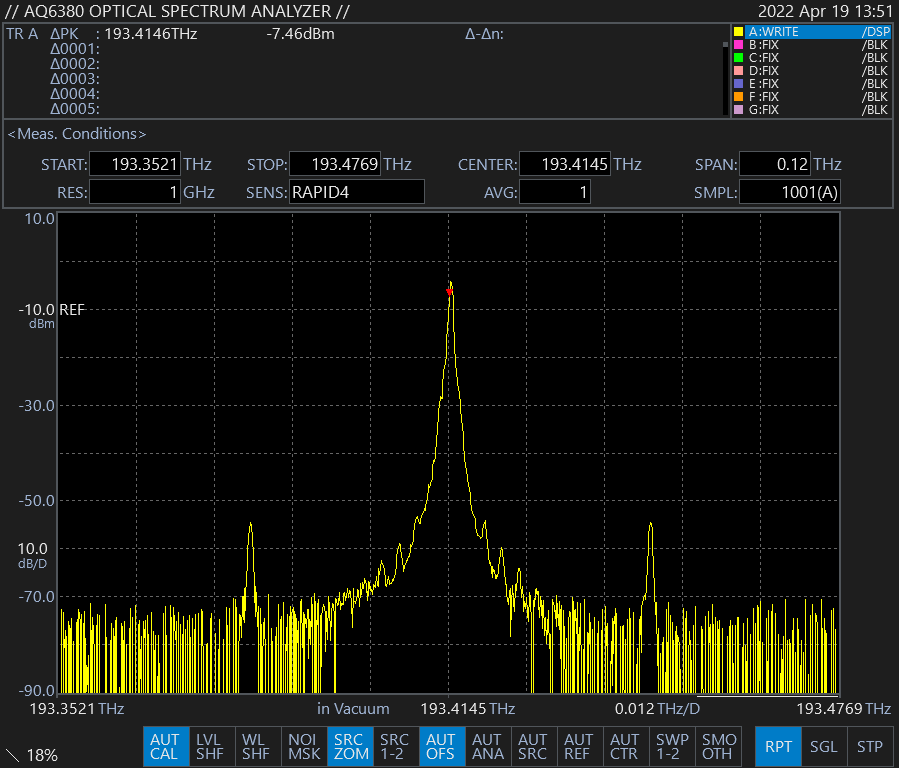 // AQ6380 OPTICAL SPECTRUM ANALYZER // 2022 Apr 19 13:51
TR A ΔPK : 193.4146THz -7.46dBm Δ-Δn:
Δ0001:
Δ0002:
Δ0003:
Δ0004:
Δ0005:
A:WRITE /DSP
B:FIX /BLK
C:FIX /BLK
D:FIX /BLK
E:FIX /BLK
F:FIX /BLK
G:FIX /BLK
<Meas. Conditions>
START: 193.3521 THz STOP: 193.4769 THz CENTER: 193.4145 THz SPAN: 0.12 THz
RES: 1 GHz SENS: RAPID4 AVG: 1 SMPL: 1001(A)
10.0
-10.0 REF
dBm
-30.0
-50.0
10.0
dB/D
-70.0
-90.0
193.3521 THz in Vacuum 193.4145 THz 0.012 THz/D 193.4769 THz
18%
AUT CAL
LVL SHF
WL SHF
NOI MSK
SRC ZOM
SRC 1-2
AUT OFS
AUT ANA
AUT SRC
AUT REF
AUT CTR
SWP 1-2
SMO OTH
RPT
SGL
STP